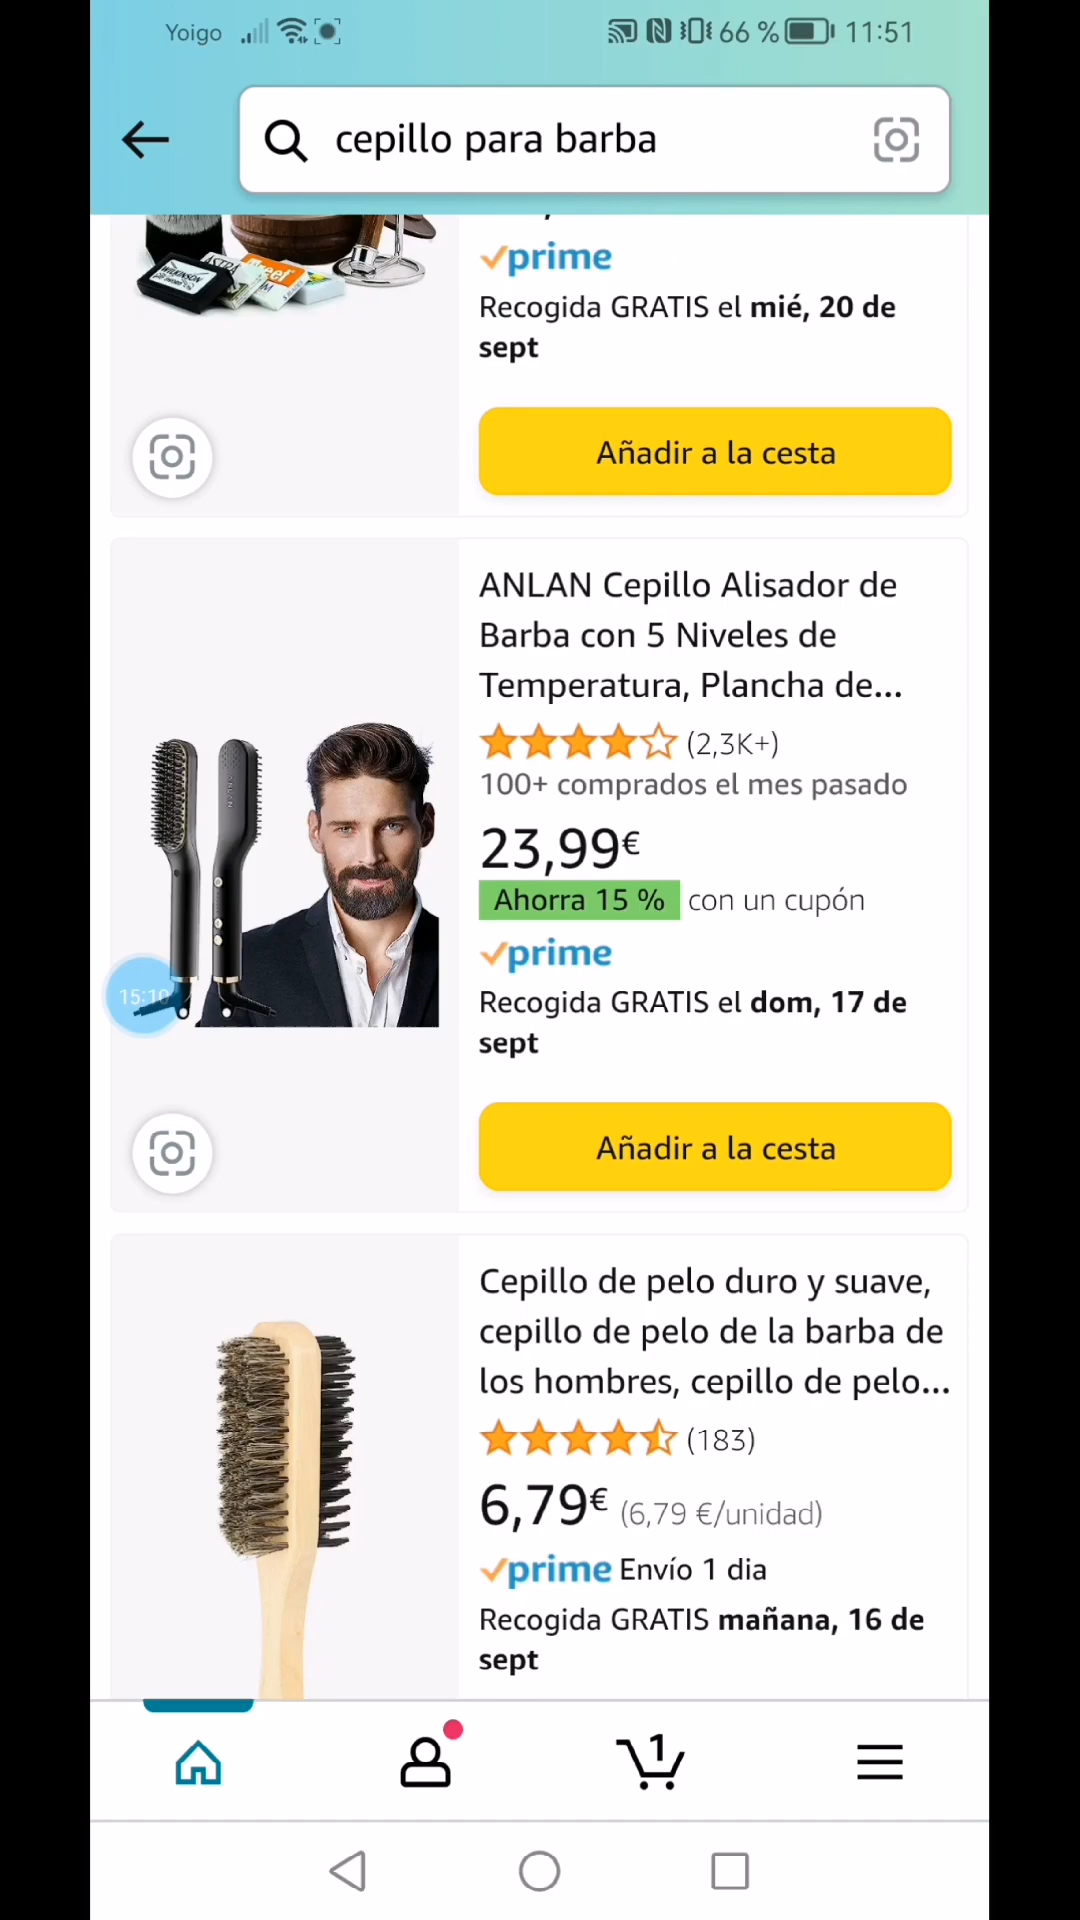 Yoigo 66 % 11:51
cepillo para barba
WILKINSON
prime
Recogida GRATIS el mié, 20 de
sept
Añadir a la cesta
ANLAN Cepillo Alisador de
Barba con 5 Niveles de
Temperatura, Plancha de...
(2,3K+)
100+ comprados el mes pasado
23,99€
Ahorra 15 % con un cupón
prime
Recogida GRATIS el dom, 17 de
sept
ANLAN
15:10
Añadir a la cesta
Cepillo de pelo duro y suave,
cepillo de pelo de la barba de
los hombres, cepillo de pelo...
(183)
6,79€ (6,79 €/unidad)
prime Envío 1 dia
Recogida GRATIS mañana, 16 de
sept
1